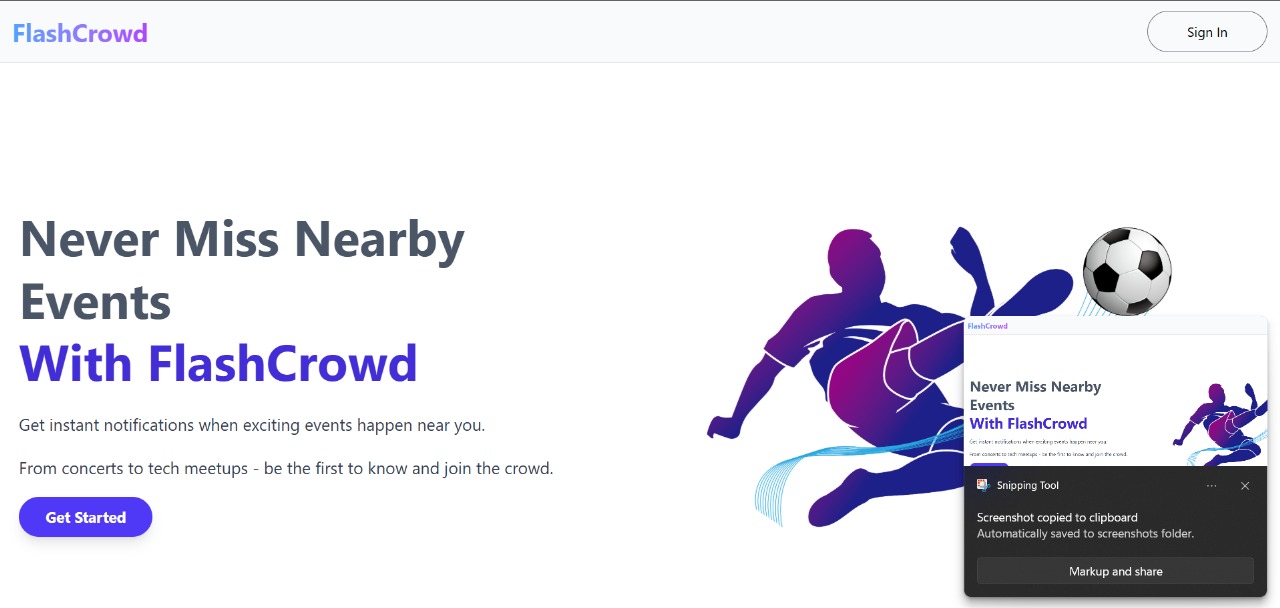 FlashCrowd
Sign In
Never Miss Nearby
Events
With FlashCrowd
Get instant notifications when exciting events happen near you.
From concerts to tech meetups - be the first to know and join the crowd.
Get Started
FlashCrowd
Never Miss Nearby
Events
With FlashCrowd
Get instant notifications when exciting events happen near you.
From concerts to tech meetups - be the first to know and join the crowd.
Snipping Tool
Screenshot copied to clipboard
Automatically saved to screenshots folder.
Markup and share